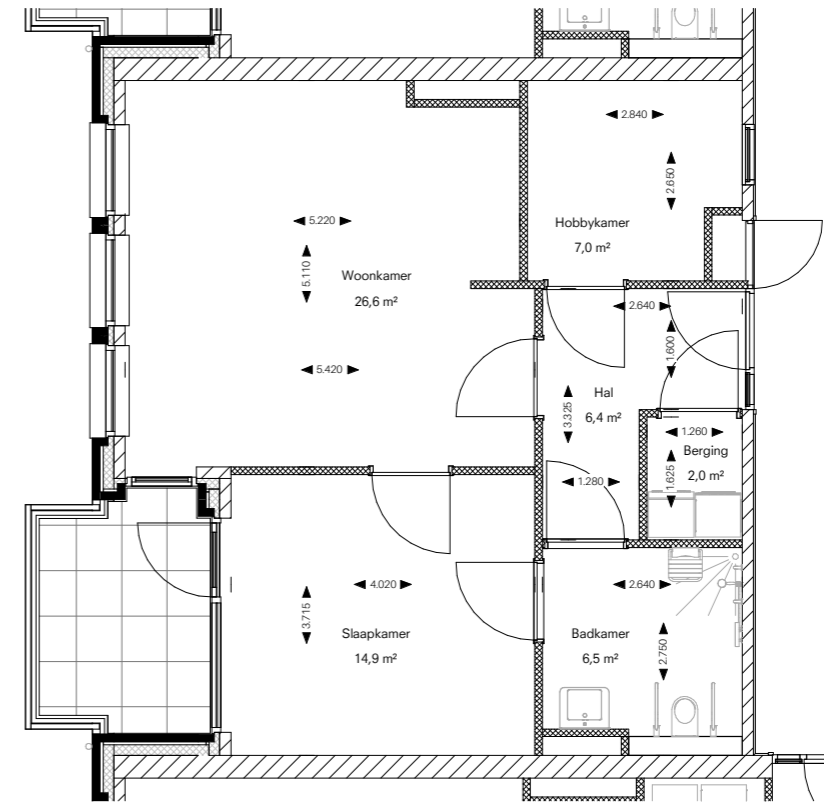 2.840
2.650
Hobbykamer
7,0 m²
5.220
5.110
Woonkamer
26,6 m²
5.420
2.640
1.600
Hal
6,4 m²
3.325
1.260
Berging
2,0 m²
1.625
1.280
4.020
3.715
Slaapkamer
14,9 m²
2.640
Badkamer
6,5 m²
2.750